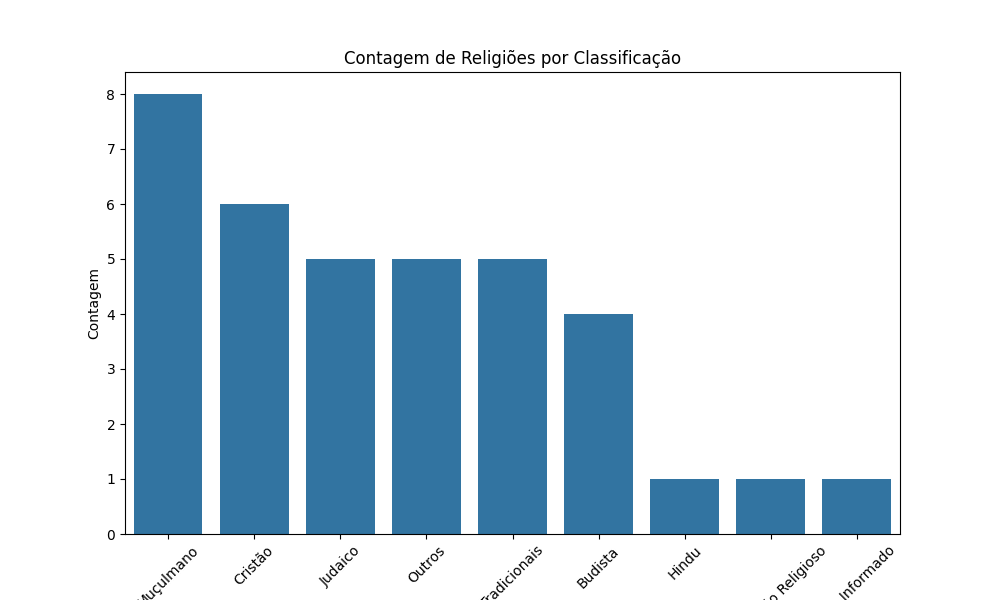 Contagem de Religiões por Classificação
Contagem
8
7
6
5
4
3
2
1
0
Muçulmano
Cristão
Judaico
Outros
Tradicionais
Budista
Hindu
Religioso
Informado